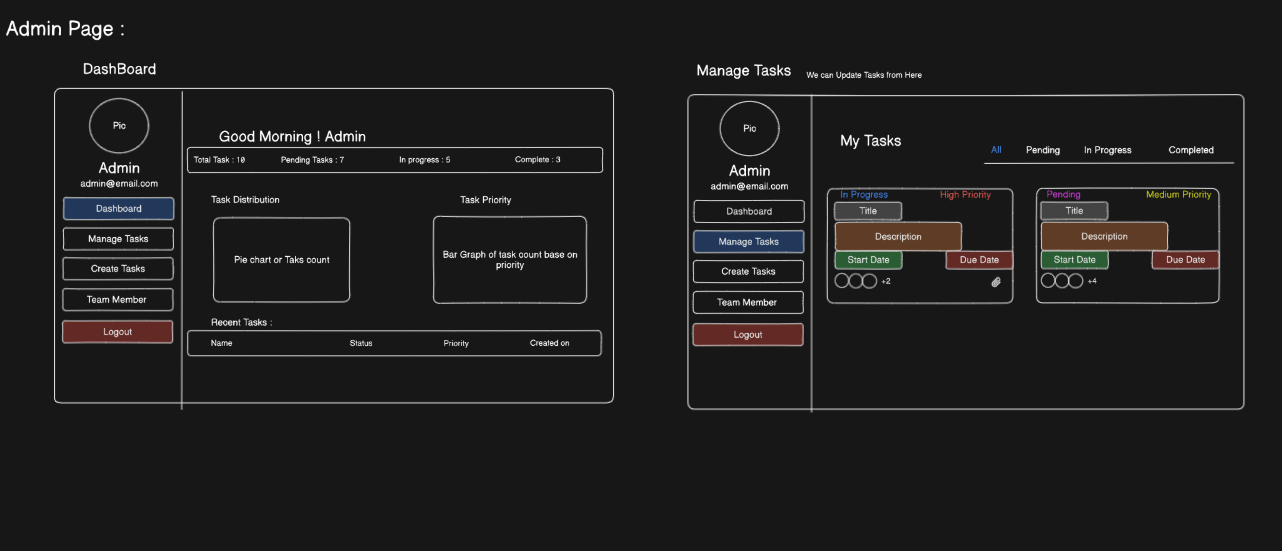 Admin Page :
DashBoard
Pic
Admin
admin@email.com
Dashboard
Manage Tasks
Create Tasks
Team Member
Logout
Good Morning ! Admin
Total Task : 10 Pending Tasks : 7 In progress : 5 Complete : 3
Task Distribution
Task Priority
Pie chart or Taks count
Bar Graph of task count base on
priority
Recent Tasks :
Name Status Priority Created on
Manage Tasks We can Update Tasks from Here
Pic
Admin
admin@email.com
Dashboard
Manage Tasks
Create Tasks
Team Member
Logout
My Tasks
All Pending In Progress Completed
In Progress High Priority
Title
Description
Start Date Due Date
+2
Pending Medium Priority
Title
Description
Start Date Due Date
+4